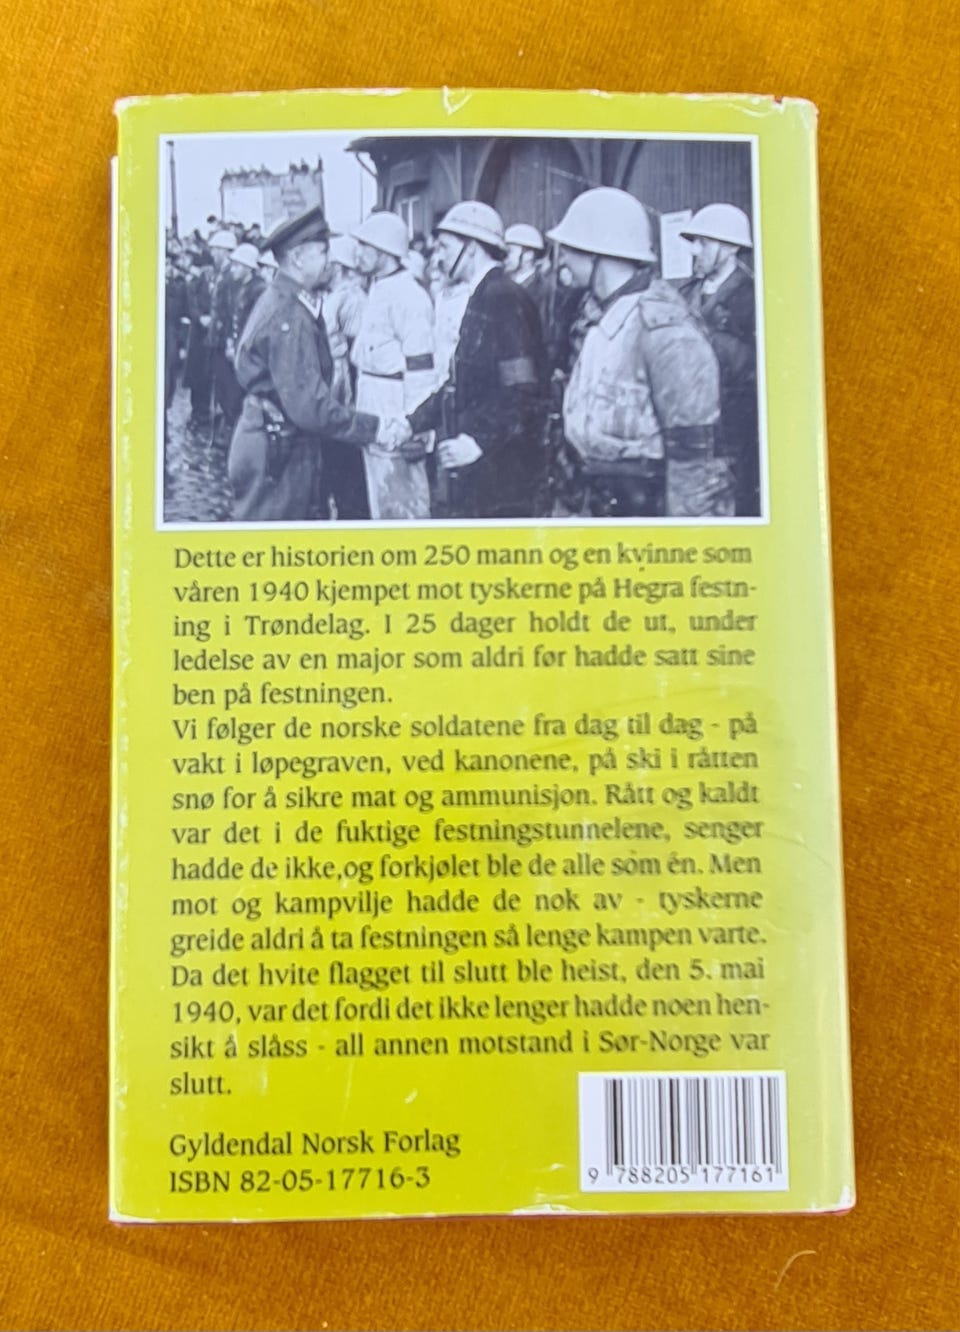 Dette er historien om 250 mann og en kvinne som
våren 1940 kjempet mot tyskerne på Hegra festn-
ing i Trøndelag. I 25 dager holdt de ut, under
ledelse av en major som aldri før hadde satt sine
ben på festningen.
Vi følger de norske soldatene fra dag til dag - på
vakt i løpegraven, ved kanonene, på ski i råtten
snø for å sikre mat og ammunisjon. Rått og kaldt
var det i de fuktige festningstunnelene, senger
hadde de ikke,og forkjølet ble de alle som én. Men
mot og kampvilje hadde de nok av - tyskerne
greide aldri å ta festningen så lenge kampen varte.
Da det hvite flagget til slutt ble heist, den 5. mai
1940, var det fordi det ikke lenger hadde noen hen-
sikt å slåss - all annen motstand i Sør-Norge var
slutt.
Gyldendal Norsk Forlag
ISBN 82-05-17716-3
9 788205 177161